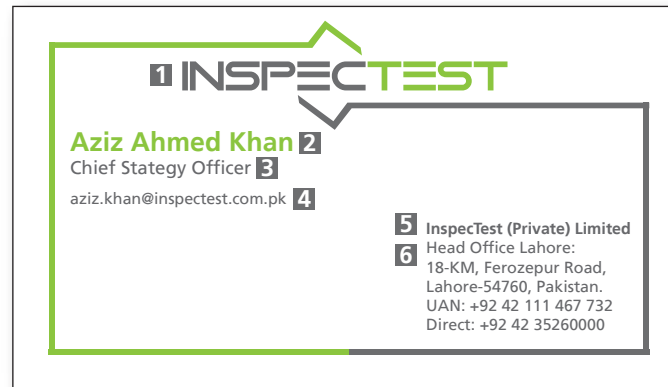 1 INSPECTEST
Aziz Ahmed Khan 2
Chief Stategy Officer 3
aziz.khan@inspectest.com.pk 4
5 InspecTest (Private) Limited
6 Head Office Lahore:
18-KM, Ferozepur Road,
Lahore-54760, Pakistan.
UAN: +92 42 111 467 732
Direct: +92 42 35260000